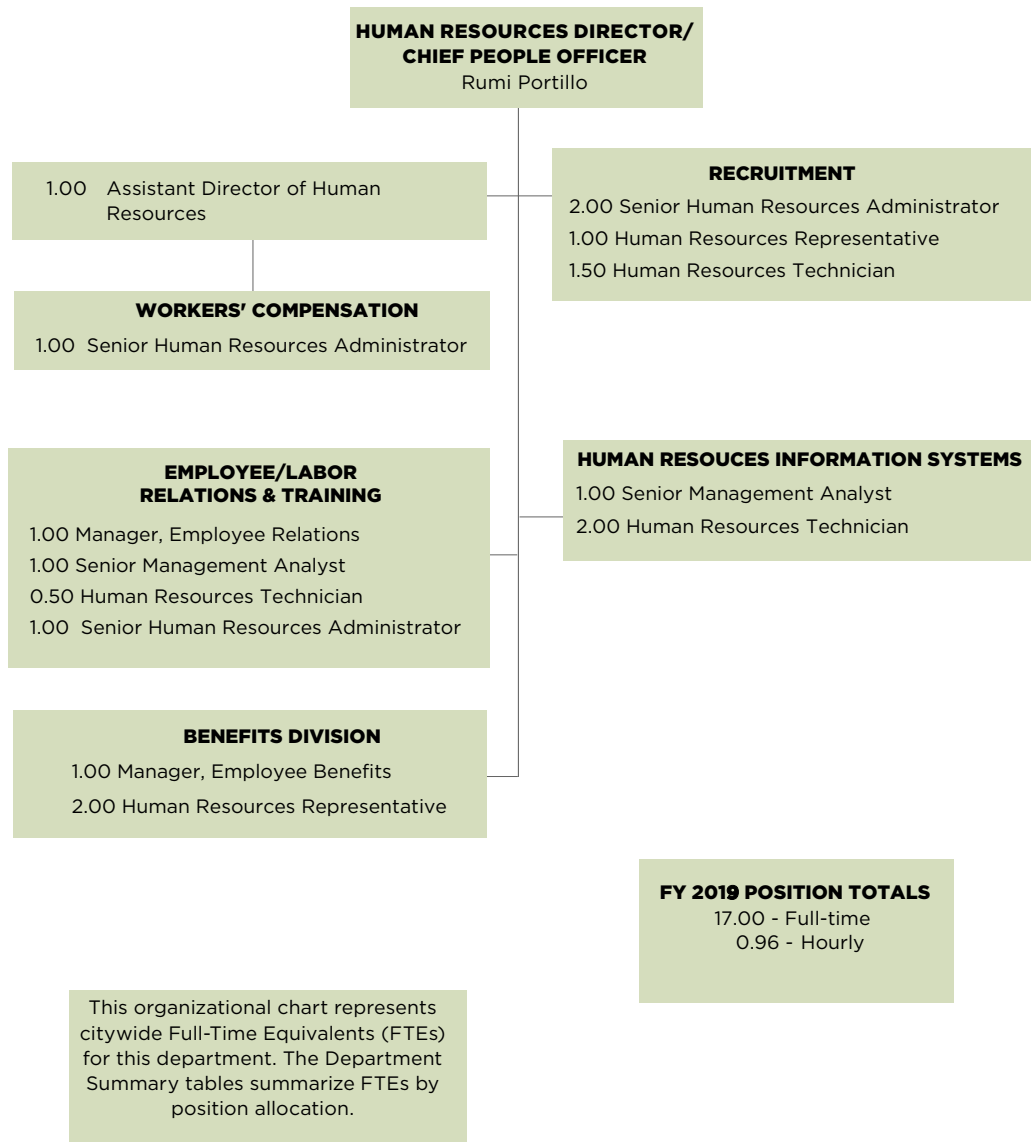 HUMAN RESOURCES DIRECTOR/
CHIEF PEOPLE OFFICER
Rumi Portillo
1.00 Assistant Director of Human
Resources
RECRUITMENT
2.00 Senior Human Resources Administrator
1.00 Human Resources Representative
1.50 Human Resources Technician
WORKERS' COMPENSATION
1.00 Senior Human Resources Administrator
EMPLOYEE/LABOR
RELATIONS & TRAINING
1.00 Manager, Employee Relations
1.00 Senior Management Analyst
0.50 Human Resources Technician
1.00 Senior Human Resources Administrator
HUMAN RESOUCES INFORMATION SYSTEMS
1.00 Senior Management Analyst
2.00 Human Resources Technician
BENEFITS DIVISION
1.00 Manager, Employee Benefits
2.00 Human Resources Representative
FY 2019 POSITION TOTALS
17.00 - Full-time
0.96 - Hourly
This organizational chart represents
citywide Full-Time Equivalents (FTEs)
for this department. The Department
Summary tables summarize FTEs by
position allocation.